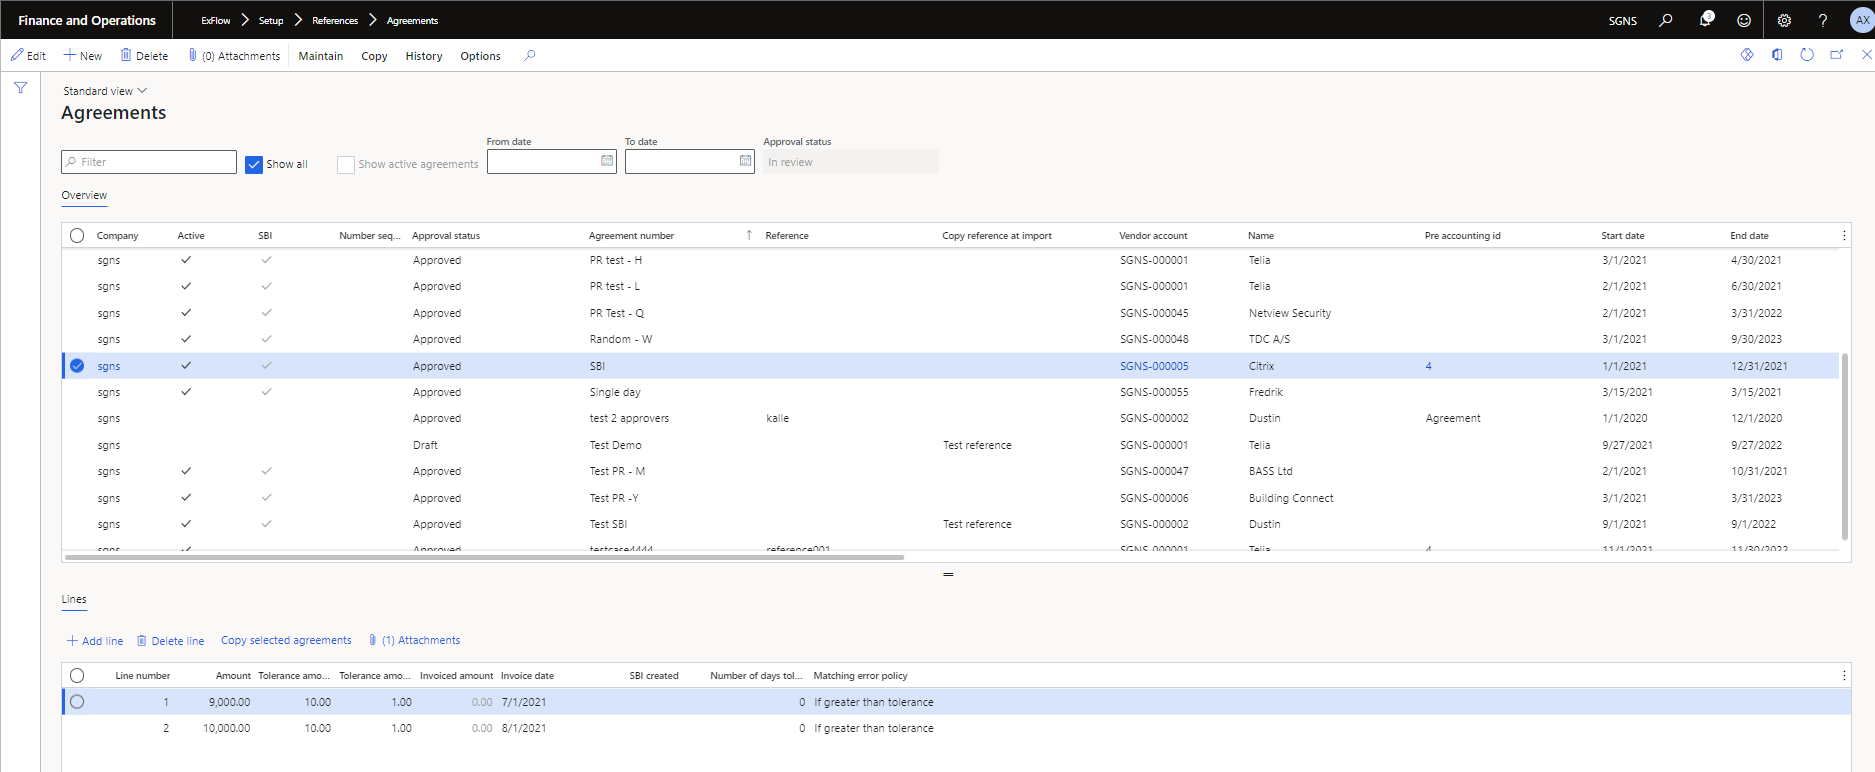 Finance and Operations
ExFlow > Setup > References > Agreements
SGNS
3
?
AX
Edit
New
Delete
(0) Attachments
Maintain
Copy
History
Options
Standard view
Agreements
Filter
Show all
Show active agreements
From date
To date
Approval status
In review
Overview
Company Active SBI Number seq... Approval status Agreement number Reference Copy reference at import Vendor account Name Pre accounting id Start date End date
sgns Approved PR test - H SGNS-000001 Telia 3/1/2021 4/30/2021
sgns Approved PR test - L SGNS-000001 Telia 2/1/2021 6/30/2021
sgns Approved PR Test - Q SGNS-000045 Netview Security 2/1/2021 3/31/2022
sgns Approved Random - W SGNS-000048 TDC A/S 3/1/2021 9/30/2023
sgns Approved SBI SGNS-000005 Citrix 4 1/1/2021 12/31/2021
sgns Approved Single day SGNS-000055 Fredrik 3/15/2021 3/15/2021
sgns Approved test 2 approvers kalle SGNS-000002 Dustin Agreement 1/1/2020 12/1/2020
sgns Draft Test Demo Test reference SGNS-000001 Telia 9/27/2021 9/27/2022
sgns Approved Test PR - M SGNS-000047 BASS Ltd 2/1/2021 10/31/2021
sgns Approved Test PR -Y SGNS-000006 Building Connect 3/1/2021 3/31/2023
sgns Approved Test SBI Test reference SGNS-000002 Dustin 9/1/2021 9/1/2022
sgns Approved testcase4444 reference001 SGNS-000001 Telia 4 11/1/2021 11/30/2022
Lines
Add line
Delete line
Copy selected agreements
(1) Attachments
Line number Amount Tolerance amo... Tolerance amo... Invoiced amount Invoice date SBI created Number of days tol... Matching error policy
1 9,000.00 10.00 1.00 0.00 7/1/2021 0 If greater than tolerance
2 10,000.00 10.00 1.00 0.00 8/1/2021 0 If greater than tolerance